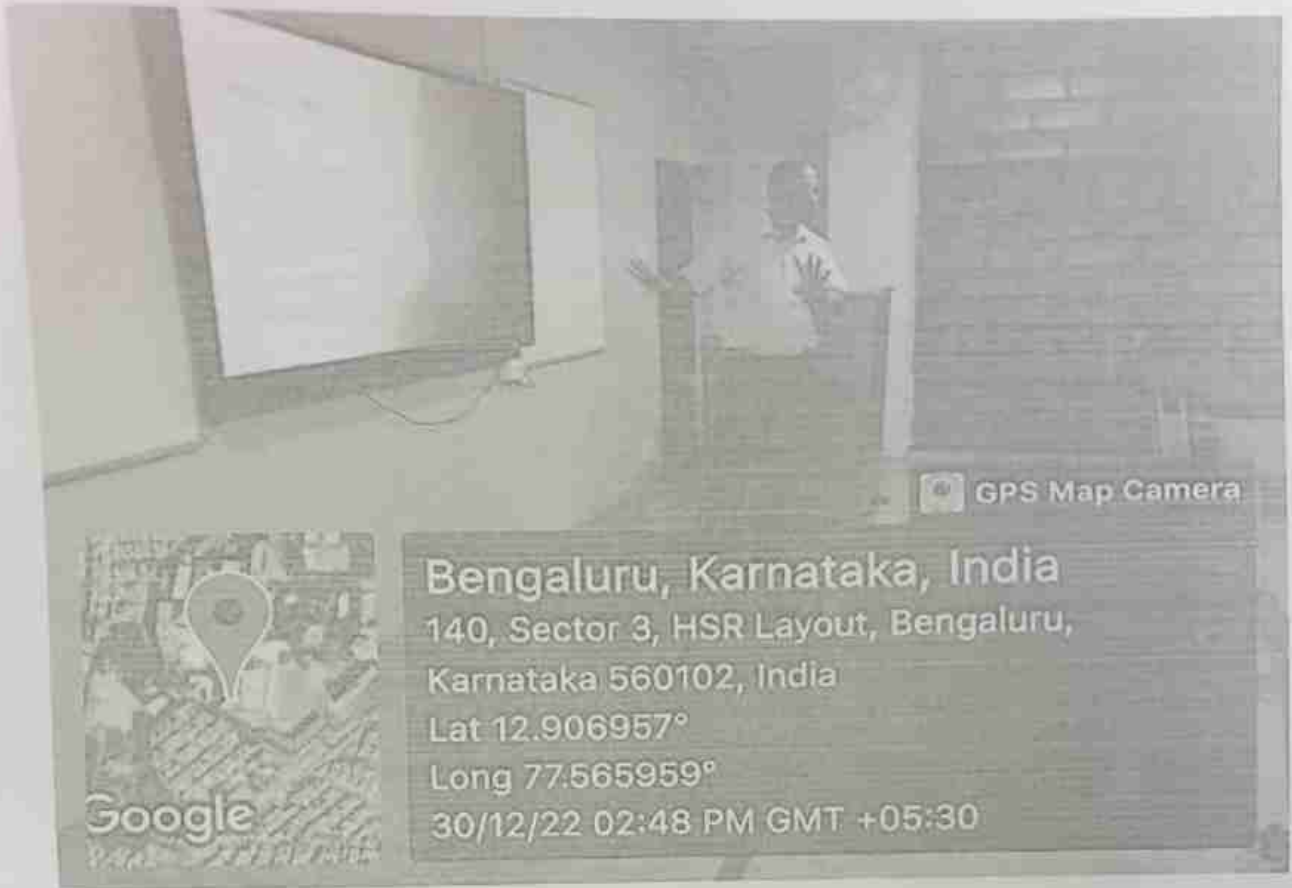 GPS Map Camera
Bengaluru, Karnataka, India
140, Sector 3, HSR Layout, Bengaluru,
Karnataka 560102, India
Lat 12.906957°
Long 77.565959°
30/12/22 02:48 PM GMT +05:30
Google